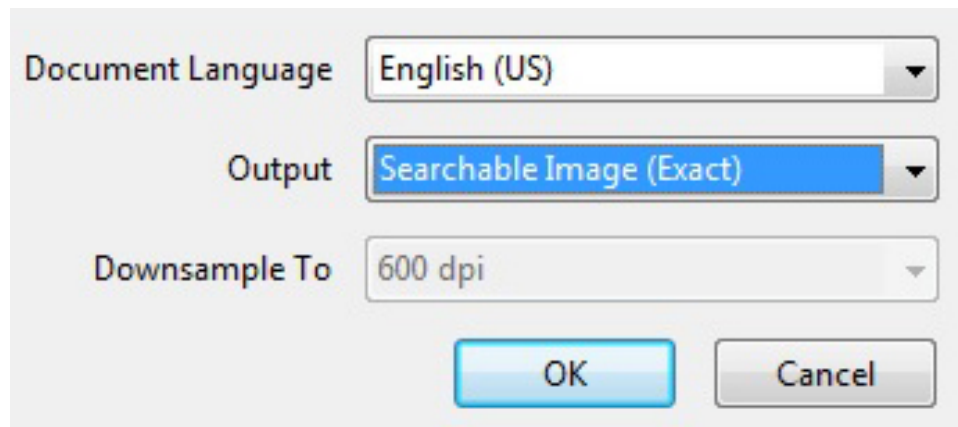 Document Language English (US)
Output Searchable Image (Exact)
Downsample To 600 dpi
OK Cancel